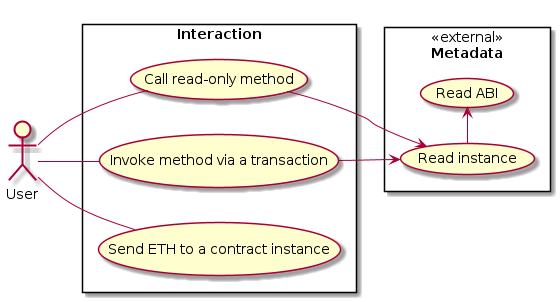 Interaction
«external»
Metadata
Call read-only method
Read ABI
Invoke method via a transaction
Read instance
User
Send ETH to a contract instance